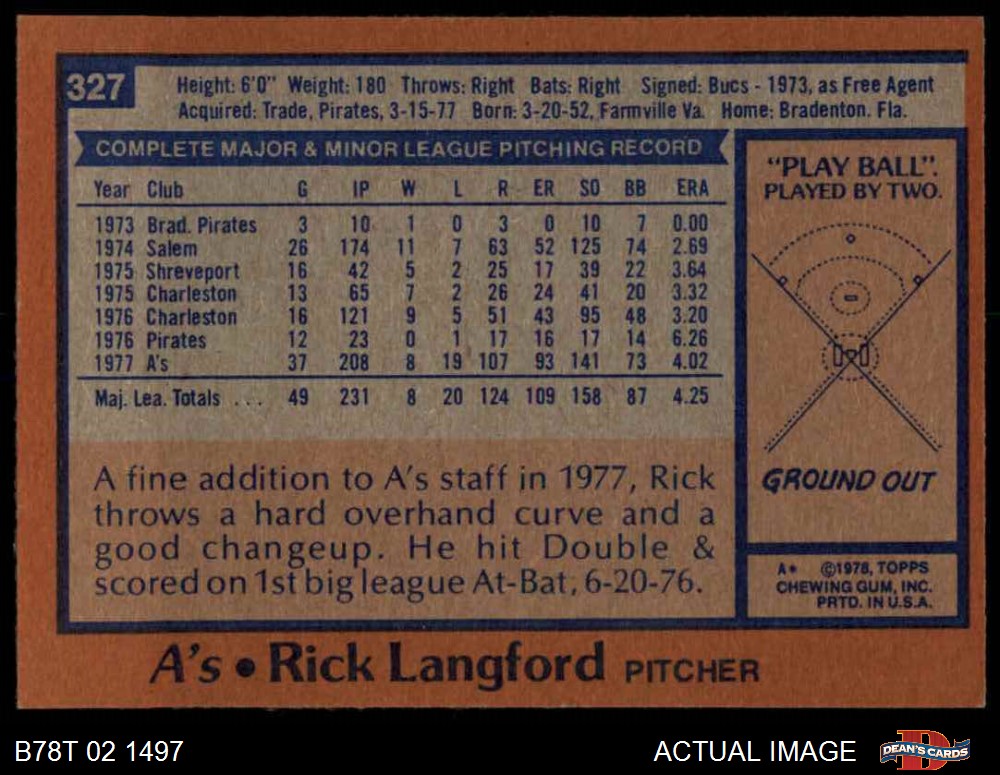 327
Height: 6'0" Weight: 180 Throws: Right Bats: Right Signed: Bucs - 1973, as Free Agent
Acquired: Trade, Pirates, 3-15-77 Born: 3-20-52, Farmville Va. Home: Bradenton. Fla.
COMPLETE MAJOR & MINOR LEAGUE PITCHING RECORD
Year Club G IP W L R ER SO BB ERA
1973 Brad. Pirates 3 10 1 0 3 0 10 7 0.00
1974 Salem 26 174 11 7 63 52 125 74 2.69
1975 Shreveport 16 42 5 2 25 17 39 22 3.64
1975 Charleston 13 65 7 2 26 24 41 20 3.32
1976 Charleston 16 121 9 5 51 43 95 48 3.20
1976 Pirates 12 23 0 1 17 16 17 14 6.26
1977 A's 37 208 8 19 107 93 141 73 4.02
Maj. Lea. Totals ... 49 231 8 20 124 109 158 87 4.25
A fine addition to A's staff in 1977, Rick
throws a hard overhand curve and a
good changeup. He hit Double &
scored on 1st big league At-Bat, 6-20-76.
"PLAY BALL".
PLAYED BY TWO.
GROUND OUT
A* ©1978, TOPPS
CHEWING GUM, INC.
PRTD. IN U.S.A.
A's • Rick Langford PITCHER
B78T 02 1497
ACTUAL IMAGE
D
DEAN'S CARDS